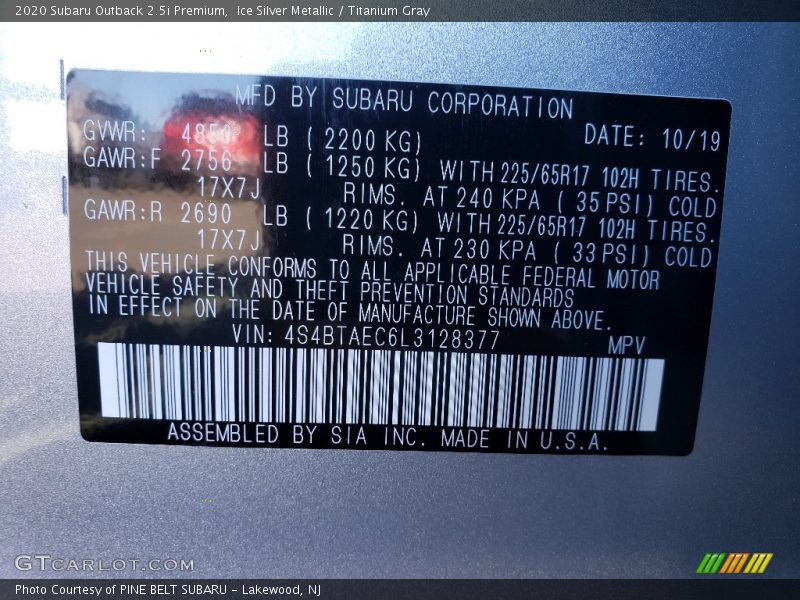 2020 Subaru Outback 2.5i Premium, Ice Silver Metallic / Titanium Gray
MFD BY SUBARU CORPORATION
GVWR: 4850 LB ( 2200 KG) DATE: 10/19
GAWR:F 2756 LB ( 1250 KG) WITH 225/65R17 102H TIRES.
17X7J RIMS. AT 240 KPA ( 35 PSI) COLD
GAWR:R 2690 LB ( 1220 KG) WITH 225/65R17 102H TIRES.
17X7J RIMS. AT 230 KPA ( 33 PSI) COLD
THIS VEHICLE CONFORMS TO ALL APPLICABLE FEDERAL MOTOR
VEHICLE SAFETY AND THEFT PREVENTION STANDARDS
IN EFFECT ON THE DATE OF MANUFACTURE SHOWN ABOVE.
VIN: 4S4BTAEC6L3128377 MPV
ASSEMBLED BY SIA INC. MADE IN U.S.A.
GTCARLOT.COM
Photo Courtesy of PINE BELT SUBARU - Lakewood, NJ